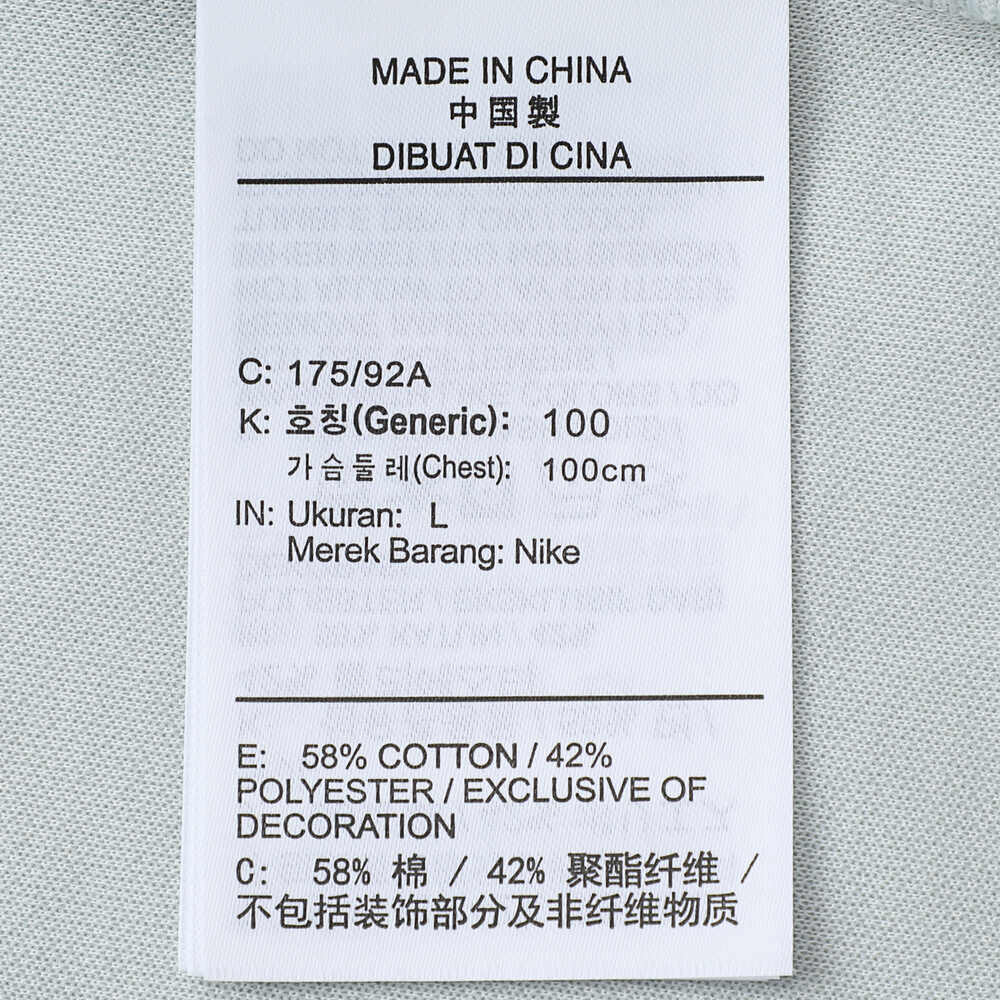 MADE IN CHINA
中国製
DIBUAT DI CINA
C: 175/92A
K: 호칭(Generic): 100
가슴둘레(Chest): 100cm
IN: Ukuran: L
Merek Barang: Nike
E: 58% COTTON / 42%
POLYESTER / EXCLUSIVE OF
DECORATION
C: 58% 棉 / 42% 聚酯纤维 /
不包括装饰部分及非纤维物质